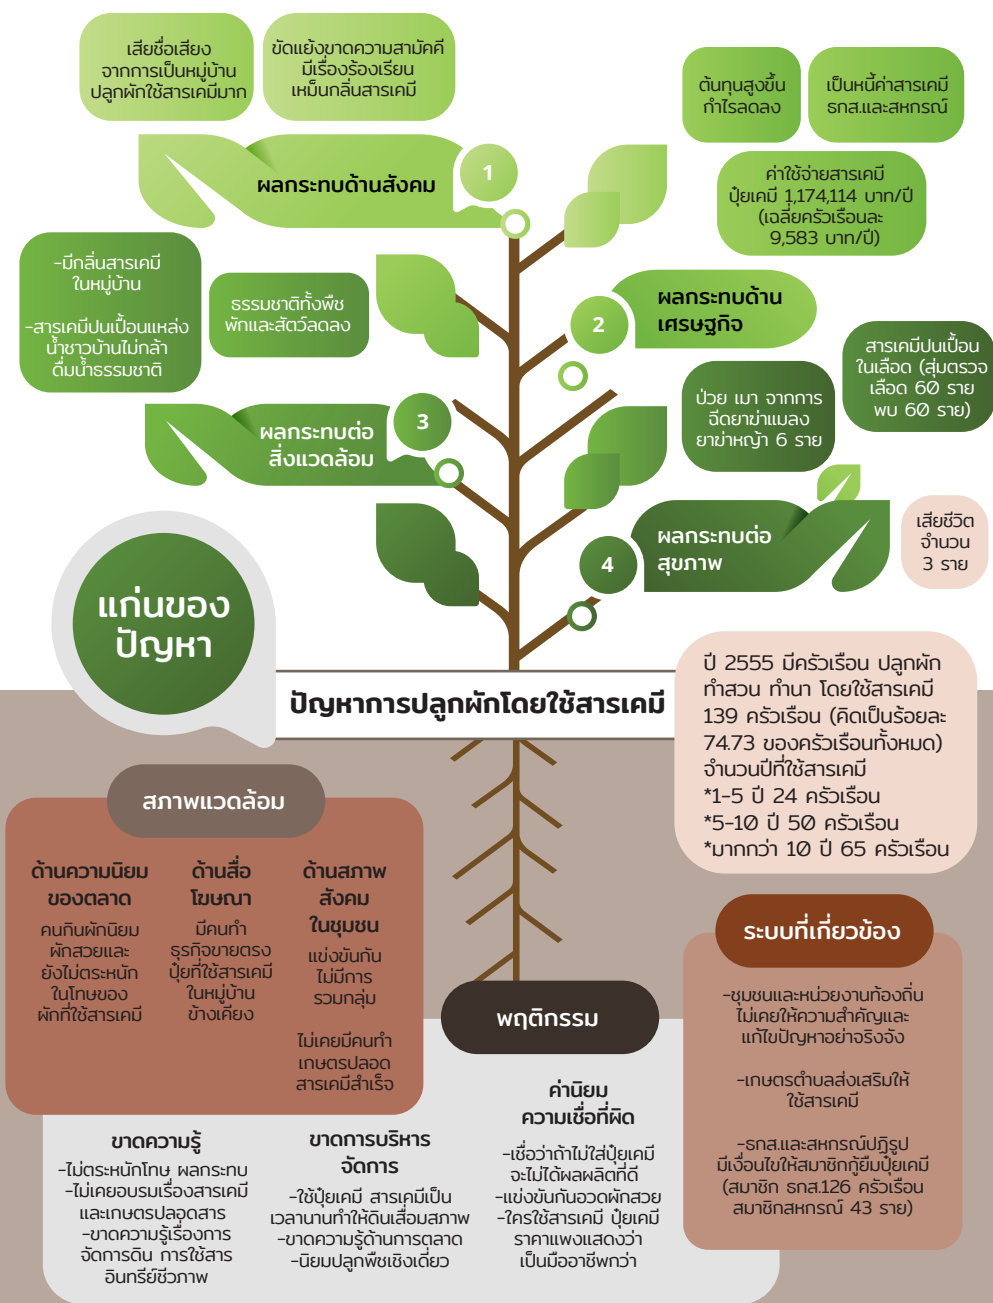 เสียชื่อเสียง
จากการเป็นหมู่บ้าน
ปลูกผักใช้สารเคมีมาก
ขัดแย้งขาดความสามัคคี
มีเรื่องร้องเรียน
เหม็นกลิ่นสารเคมี
1
ผลกระทบด้านสังคม
ต้นทุนสูงขึ้น
กำไรลดลง
เป็นหนี้ค่าสารเคมี
ธกส.และสหกรณ์
ค่าใช้จ่ายสารเคมี
ปุ๋ยเคมี 1,174,114 บาท/ปี
(เฉลี่ยครัวเรือนละ
9,583 บาท/ปี)
2
ผลกระทบด้าน
เศรษฐกิจ
-มีกลิ่นสารเคมี
ในหมู่บ้าน
-สารเคมีปนเปื้อนแหล่ง
น้ำชาวบ้านไม่กล้า
ดื่มน้ำธรรมชาติ
ธรรมชาติทั้งพืช
พักและสัตว์ลดลง
3
ผลกระทบต่อ
สิ่งแวดล้อม
ป่วย เมา จากการ
ฉีดยาฆ่าแมลง
ยาฆ่าหญ้า 6 ราย
สารเคมีปนเปื้อน
ในเลือด (สุ่มตรวจ
เลือด 60 ราย
พบ 60 ราย)
4
ผลกระทบต่อ
สุขภาพ
เสียชีวิต
จำนวน
3 ราย
แก่นของ
ปัญหา
ปัญหาการปลูกผักโดยใช้สารเคมี
ปี 2555 มีครัวเรือน ปลูกผัก
ทำสวน ทำนา โดยใช้สารเคมี
139 ครัวเรือน (คิดเป็นร้อยละ
74.73 ของครัวเรือนทั้งหมด)
จำนวนปีที่ใช้สารเคมี
*1-5 ปี 24 ครัวเรือน
*5-10 ปี 50 ครัวเรือน
*มากกว่า 10 ปี 65 ครัวเรือน
สภาพแวดล้อม
ด้านความนิยม
ของตลาด
คนกินผักนิยม
ผักสวยและ
ยังไม่ตระหนัก
ในโทษของ
ผักที่ใช้สารเคมี
ด้านสื่อ
โฆษณา
มีคนทำ
ธุรกิจขายตรง
ปุ๋ยที่ใช้สารเคมี
ในหมู่บ้าน
ข้างเคียง
ด้านสภาพ
สังคม
ในชุมชน
แข่งขันกัน
ไม่มีการ
รวมกลุ่ม
ไม่เคยมีคนทำ
เกษตรปลอด
สารเคมีสำเร็จ
พฤติกรรม
ขาดความรู้
-ไม่ตระหนักโทษ ผลกระทบ
-ไม่เคยอบรมเรื่องสารเคมี
และเกษตรปลอดสาร
-ขาดความรู้เรื่องการ
จัดการดิน การใช้สาร
อินทรีย์ชีวภาพ
ขาดการบริหาร
จัดการ
-ใช้ปุ๋ยเคมี สารเคมีเป็น
เวลานานทำให้ดินเสื่อมสภาพ
-ขาดความรู้ด้านการตลาด
-นิยมปลูกพืชเชิงเดี่ยว
ค่านิยม
ความเชื่อที่ผิด
-เชื่อว่าถ้าไม่ใส่ปุ๋ยเคมี
จะไม่ได้ผลผลิตที่ดี
-แข่งขันกันอวดผักสวย
-ใครใช้สารเคมี ปุ๋ยเคมี
ราคาแพงแสดงว่า
เป็นมืออาชีพกว่า
ระบบที่เกี่ยวข้อง
-ชุมชนและหน่วยงานท้องถิ่น
ไม่เคยให้ความสำคัญและ
แก้ไขปัญหาอย่างจริงจัง
-เกษตรตำบลส่งเสริมให้
ใช้สารเคมี
-ธกส.และสหกรณ์ปฏิรูป
มีเงื่อนไขให้สมาชิกกู้ยืมปุ๋ยเคมี
(สมาชิก ธกส.126 ครัวเรือน
สมาชิกสหกรณ์ 43 ราย)